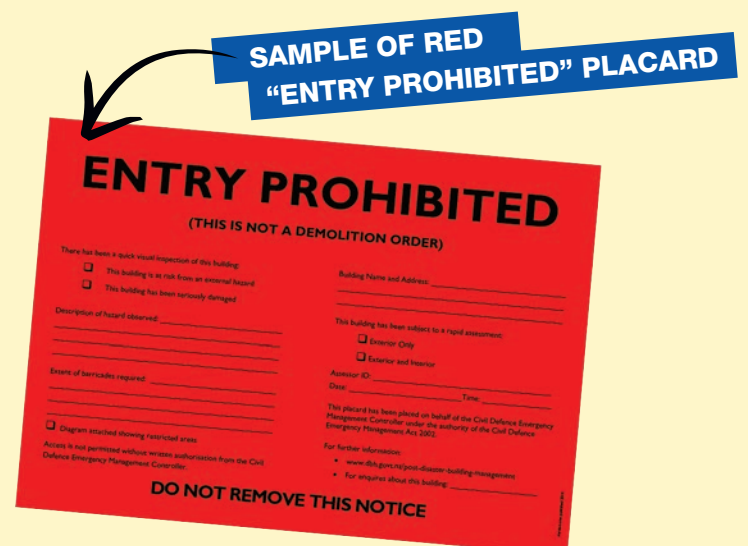 SAMPLE OF RED
“ENTRY PROHIBITED” PLACARD
ENTRY PROHIBITED
(THIS IS NOT A DEMOLITION ORDER)
There has been a quick visual inspection of this building:
This building is at risk from an external hazard
This building has been seriously damaged
Description of hazard observed:
Extent of barricades required:
Diagram attached showing restricted areas
Access is not permitted without written authorisation from the Civil
Defence Emergency Management Controller.
Building Name and Address:
This building has been subject to a rapid assessment:
Exterior Only
Exterior and Interior
Assessor ID:
Date: Time:
This placard has been placed on behalf of the Civil Defence Emergency
Management Controller under the authority of the Civil Defence
Emergency Management Act 2002.
For further information:
• www.dbh.govt.nz/post-disaster-building-management
• For enquires about this building:
DO NOT REMOVE THIS NOTICE